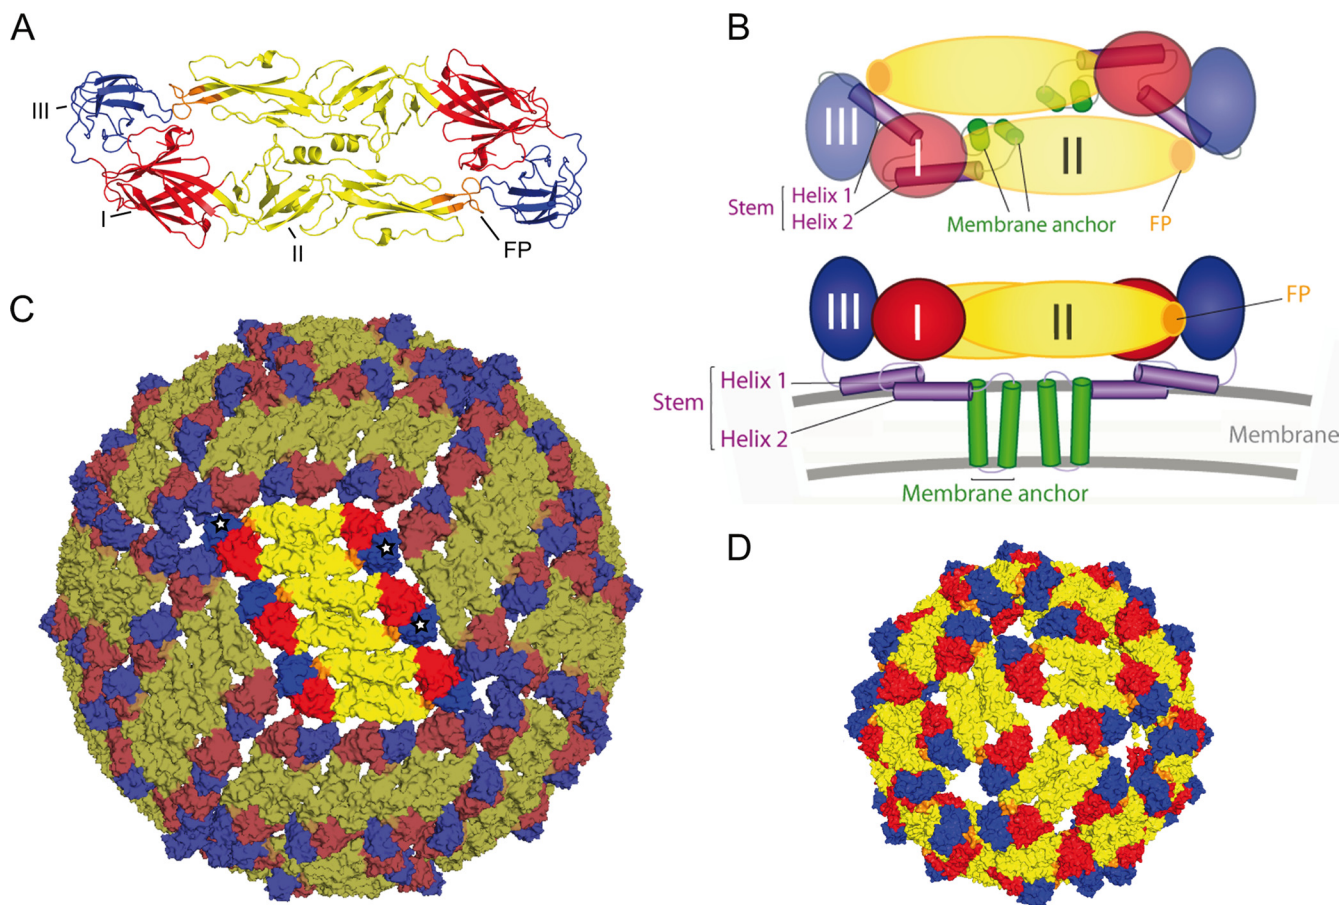 A
III
I
II
FP
B
III
I
II
Stem
Helix 1
Helix 2
Membrane anchor
FP
III
I
II
FP
Stem
Helix 1
Helix 2
Membrane
Membrane anchor
C
D